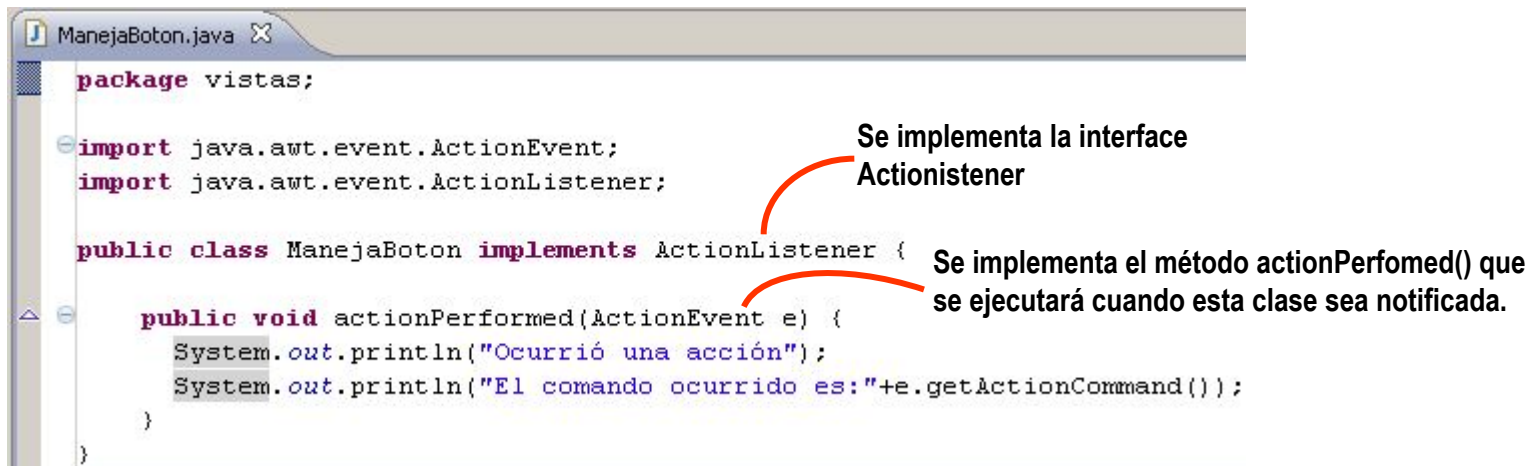 ManejaBoton.java
package vistas;
import java.awt.event.ActionEvent;
import java.awt.event.ActionListener;
Se implementa la interface
Actionistener
public class ManejaBoton implements ActionListener {
Se implementa el método actionPerfomed() que
se ejecutará cuando esta clase sea notificada.
public void actionPerformed(ActionEvent e) {
System.out.println("Ocurrió una acción");
System.out.println("El comando ocurrido es:"+e.getActionCommand());
}
}